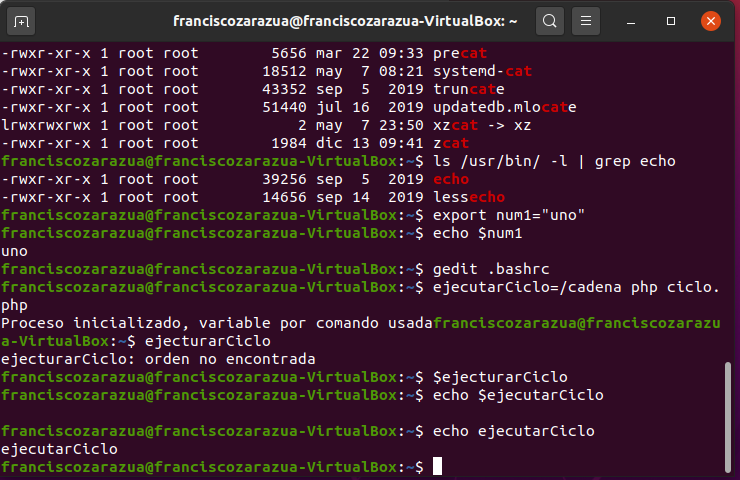 franciscozarazua@franciscozarazua-VirtualBox: ~
-rwxr-xr-x 1 root root 5656 mar 22 09:33 precat
-rwxr-xr-x 1 root root 18512 may 7 08:21 systemd-cat
-rwxr-xr-x 1 root root 43352 sep 5 2019 truncate
-rwxr-xr-x 1 root root 51440 jul 16 2019 updatedb.mlocate
lrwxrwxrwx 1 root root 2 may 7 23:50 xzcat -> xz
-rwxr-xr-x 1 root root 1984 dic 13 09:41 zcat
franciscozarazua@franciscozarazua-VirtualBox:~$ ls /usr/bin/ -l | grep echo
-rwxr-xr-x 1 root root 39256 sep 5 2019 echo
-rwxr-xr-x 1 root root 14656 sep 14 2019 lessecho
franciscozarazua@franciscozarazua-VirtualBox:~$ export num1="uno"
franciscozarazua@franciscozarazua-VirtualBox:~$ echo $num1
uno
franciscozarazua@franciscozarazua-VirtualBox:~$ gedit .bashrc
franciscozarazua@franciscozarazua-VirtualBox:~$ ejecutarCiclo=/cadena php ciclo.
php
Proceso inicializado, variable por comando usadafranciscozarazua@franciscozarazu
a-VirtualBox:~$ ejecturarCiclo
ejecturarCiclo: orden no encontrada
franciscozarazua@franciscozarazua-VirtualBox:~$ $ejecturarCiclo
franciscozarazua@franciscozarazua-VirtualBox:~$ echo $ejecutarCiclo
franciscozarazua@franciscozarazua-VirtualBox:~$ echo ejecutarCiclo
ejecutarCiclo
franciscozarazua@franciscozarazua-VirtualBox:~$